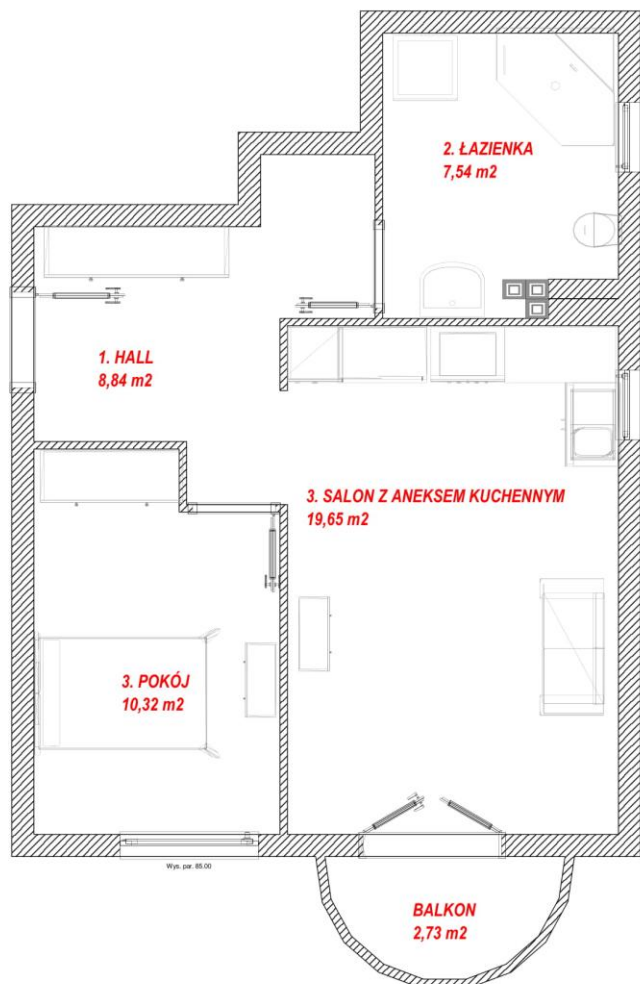 2. ŁAZIENKA
7,54 m2
1. HALL
8,84 m2
3. SALON Z ANEKSEM KUCHENNYM
19,65 m2
3. POKÓJ
10,32 m2
Wys. par. 85.00
BALKON
2,73 m2